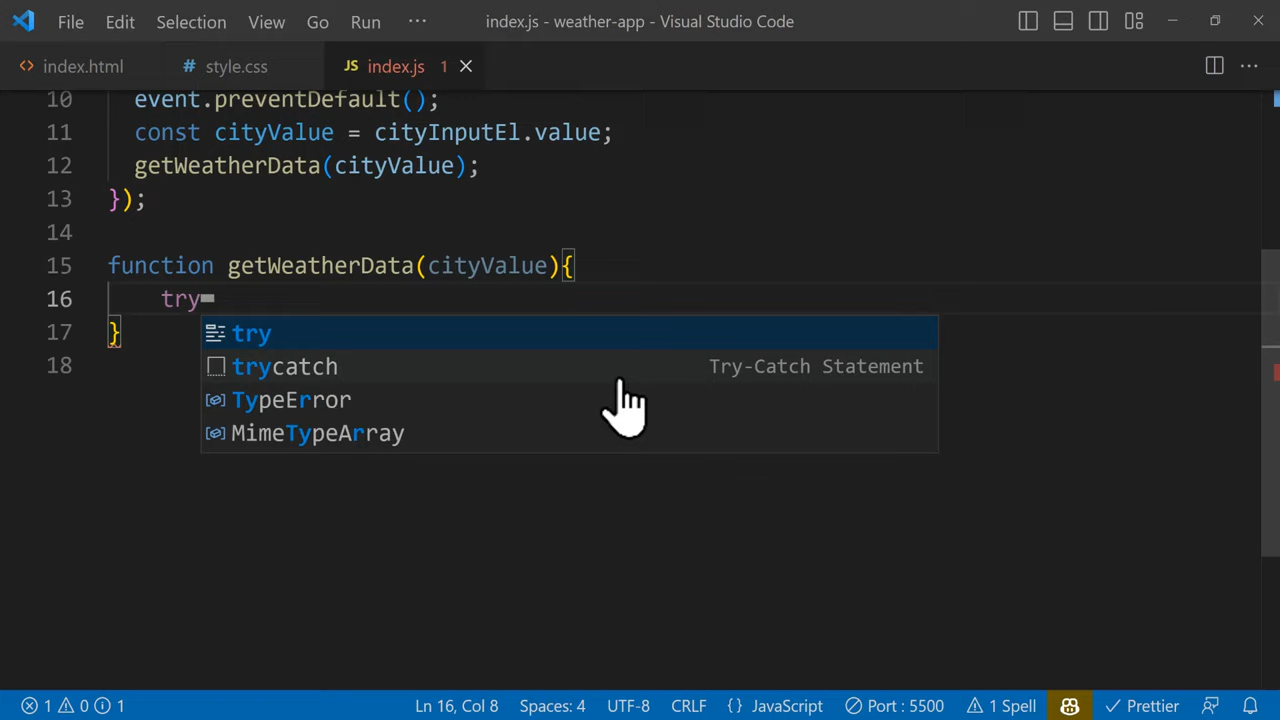 File Edit Selection View Go Run ··· index.js - weather-app - Visual Studio Code
<> index.html # style.css JS index.js 1
10 event.preventDefault();
11 const cityValue = cityInputEl.value;
12 getWeatherData(cityValue);
13 });
14
15 function getWeatherData(cityValue){
16 try
17 }
18
try
trycatch Try-Catch Statement
TypeError
MimeTypeArray
1 0 1 Ln 16, Col 8 Spaces: 4 UTF-8 CRLF {} JavaScript Port : 5500 1 Spell Prettier